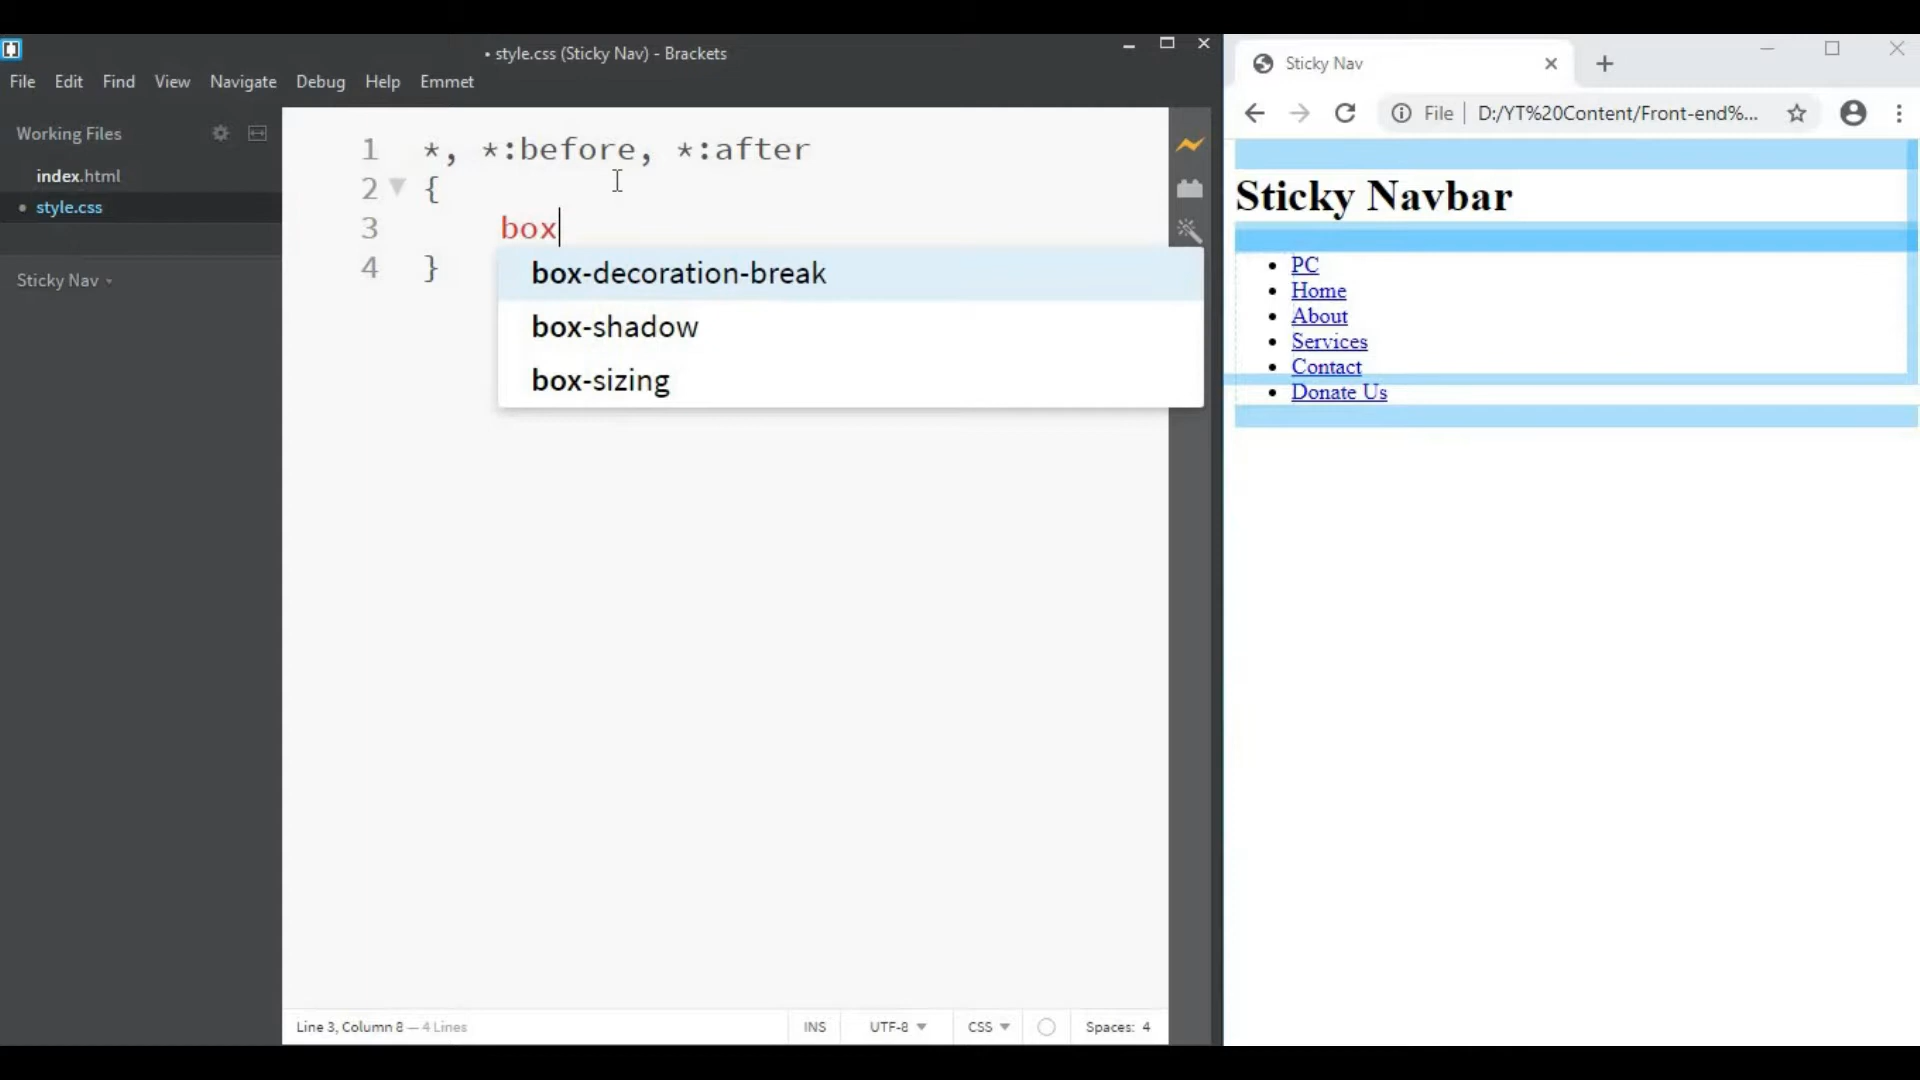 • style.css (Sticky Nav) - Brackets
File Edit Find View Navigate Debug Help Emmet
Working Files
index.html
• style.css
Sticky Nav
1 *, *:before, *:after
2 {
3 box
4 }
box-decoration-break
box-shadow
box-sizing
Line 3, Column 8 — 4 Lines
INS
UTF-8
CSS
Spaces: 4
Sticky Nav
File | D:/YT%20Content/Front-end%...
Sticky Navbar
• PC
• Home
• About
• Services
• Contact
• Donate Us